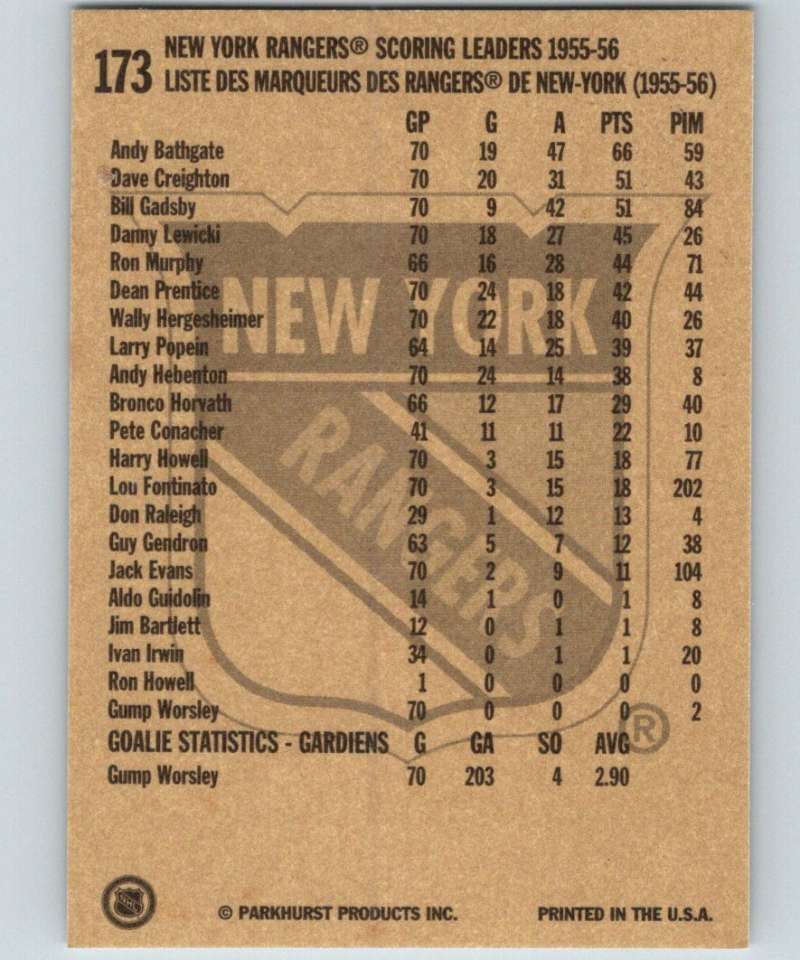 173 NEW YORK RANGERS® SCORING LEADERS 1955-56
LISTE DES MARQUEURS DES RANGERS® DE NEW-YORK (1955-56)
GP G A PTS PIM
Andy Bathgate 70 19 47 66 59
Dave Creighton 70 20 31 51 43
Bill Gadsby 70 9 42 51 84
Danny Lewicki 70 18 27 45 26
Ron Murphy 66 16 28 44 71
Dean Prentice 70 24 18 42 44
Wally Hergesheimer 70 22 18 40 26
Larry Popein 64 14 25 39 37
Andy Hebenton 70 24 14 38 8
Bronco Horvath 66 12 17 29 40
Pete Conacher 41 11 11 22 10
Harry Howell 70 3 15 18 77
Lou Fontinato 70 3 15 18 202
Don Raleigh 29 1 12 13 4
Guy Gendron 63 5 7 12 38
Jack Evans 70 2 9 11 104
Aldo Guidolin 14 1 0 1 8
Jim Bartlett 12 0 1 1 8
Ivan Irwin 34 0 1 1 20
Ron Howell 1 0 0 0 0
Gump Worsley 70 0 0 0 2
GOALIE STATISTICS - GARDIENS G GA SO AVG
Gump Worsley 70 203 4 2.90
NEW YORK
RANGERS
®
NHL
© PARKHURST PRODUCTS INC. PRINTED IN THE U.S.A.